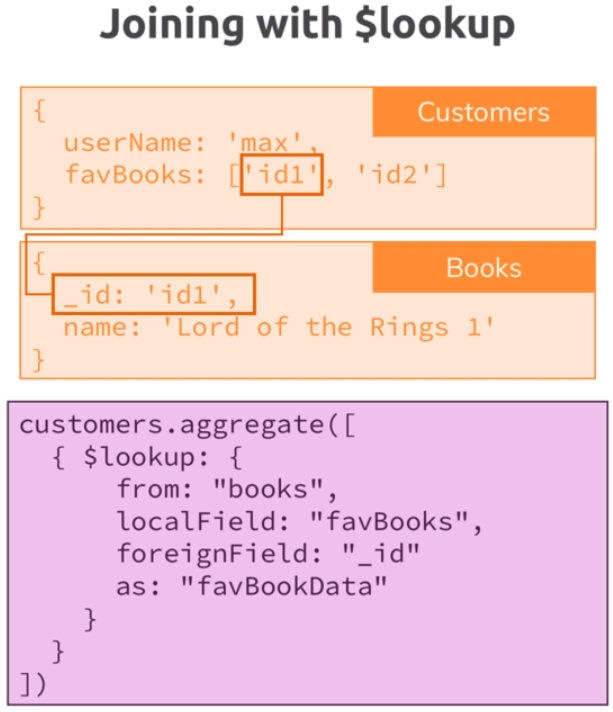 Joining with $lookup
Customers
{
userName: 'max',
favBooks: ['id1', 'id2']
}
Books
{
_id: 'id1',
name: 'Lord of the Rings 1'
}
customers.aggregate([
{ $lookup: {
from: "books",
localField: "favBooks",
foreignField: "_id"
as: "favBookData"
}
}
])